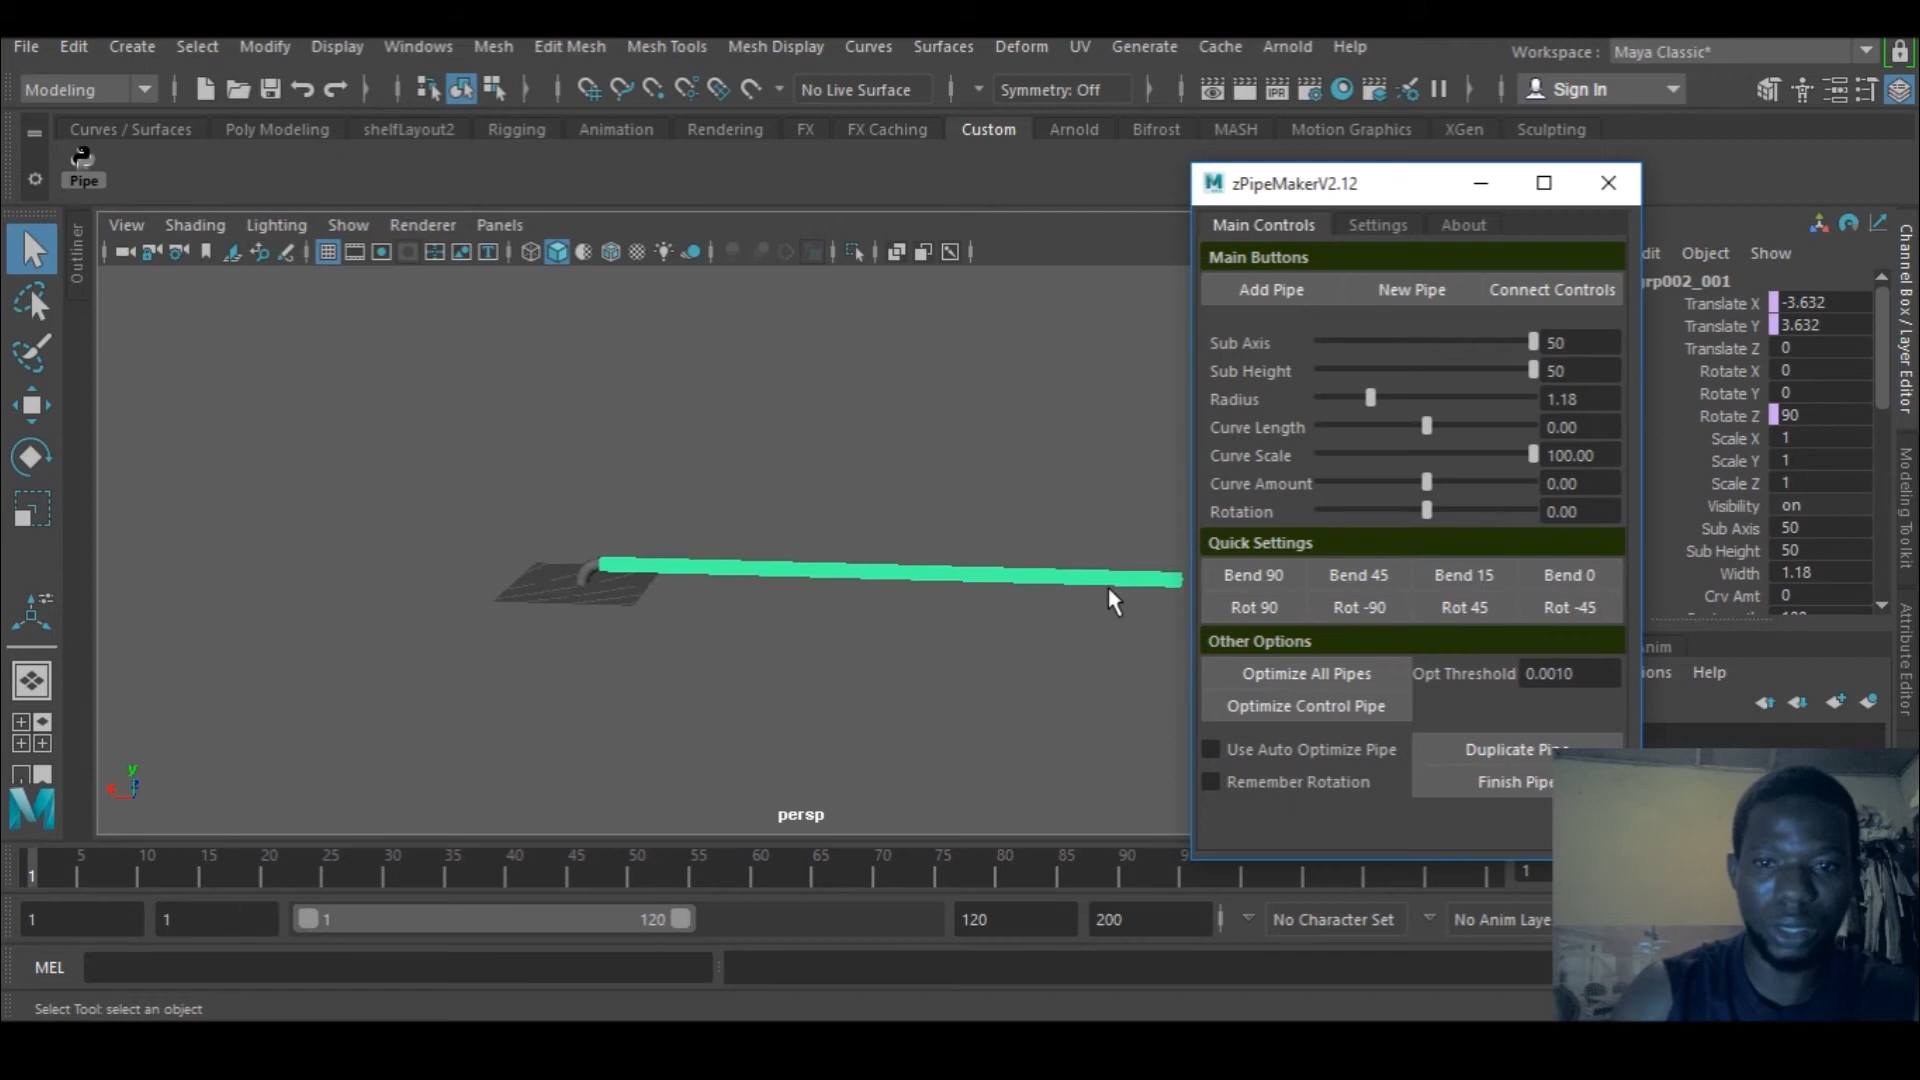 File Edit Create Select Modify Display Windows Mesh Edit Mesh Mesh Tools Mesh Display Curves Surfaces Deform UV Generate Cache Arnold Help Workspace : Maya Classic*
Modeling No Live Surface Symmetry: Off IPR Sign In
Curves / Surfaces Poly Modeling shelfLayout2 Rigging Animation Rendering FX FX Caching Custom Arnold Bifrost MASH Motion Graphics XGen Sculpting
Pipe
View Shading Lighting Show Renderer Panels
Outliner
zPipeMakerV2.12
Main Controls Settings About
Main Buttons
Add Pipe New Pipe Connect Controls
Sub Axis 50
Sub Height 50
Radius 1.18
Curve Length 0.00
Curve Scale 100.00
Curve Amount 0.00
Rotation 0.00
Quick Settings
Bend 90 Bend 45 Bend 15 Bend 0
Rot 90 Rot -90 Rot 45 Rot -45
Other Options
Optimize All Pipes Opt Threshold 0.0010
Optimize Control Pipe
Use Auto Optimize Pipe Duplicate Pip
Remember Rotation Finish Pipe
dit Object Show
grp002_001
Translate X -3.632
Translate Y 3.632
Translate Z 0
Rotate X 0
Rotate Y 0
Rotate Z 90
Scale X 1
Scale Y 1
Scale Z 1
Visibility on
Sub Axis 50
Sub Height 50
Width 1.18
Crv Amt 0
nim
ions Help
Channel Box / Layer Editor
Modeling Toolkit
Attribute Editor
y
x
z
persp
5 10 15 20 25 30 35 40 45 50 55 60 65 70 75 80 85 90 9
1 1
1 1 1 120 120 200 No Character Set No Anim Laye
MEL
Select Tool: select an object